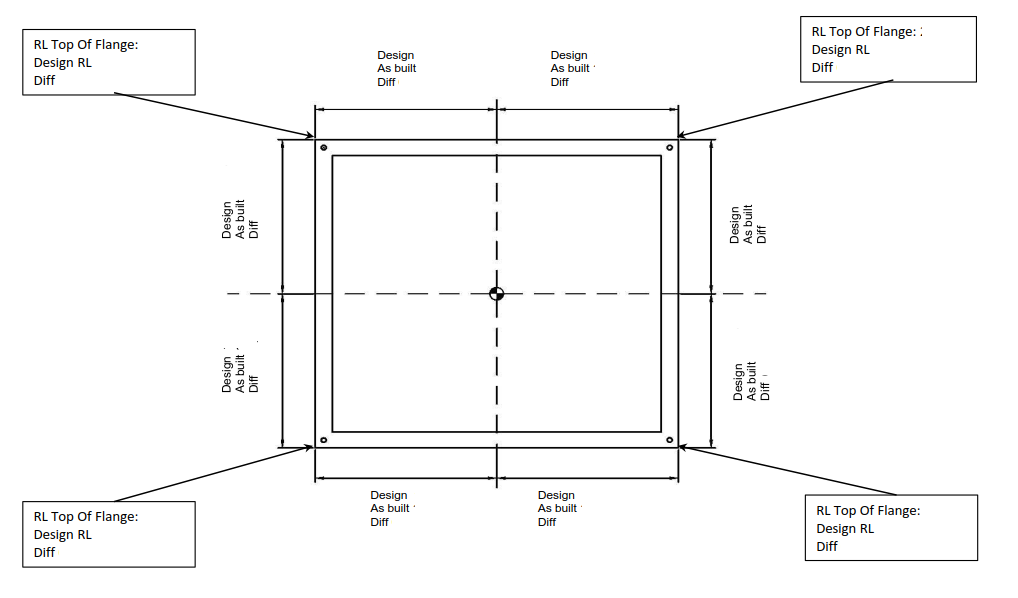 RL Top Of Flange:
Design RL
Diff
Design
As built
Diff
Design
As built
Diff
RL Top Of Flange:
Design RL
Diff
Design
As built
Diff
Design
As built
Diff
Design
As built
Diff
Design
As built
Diff
RL Top Of Flange:
Design RL
Diff
Design
As built
Diff
Design
As built
Diff
RL Top Of Flange:
Design RL
Diff